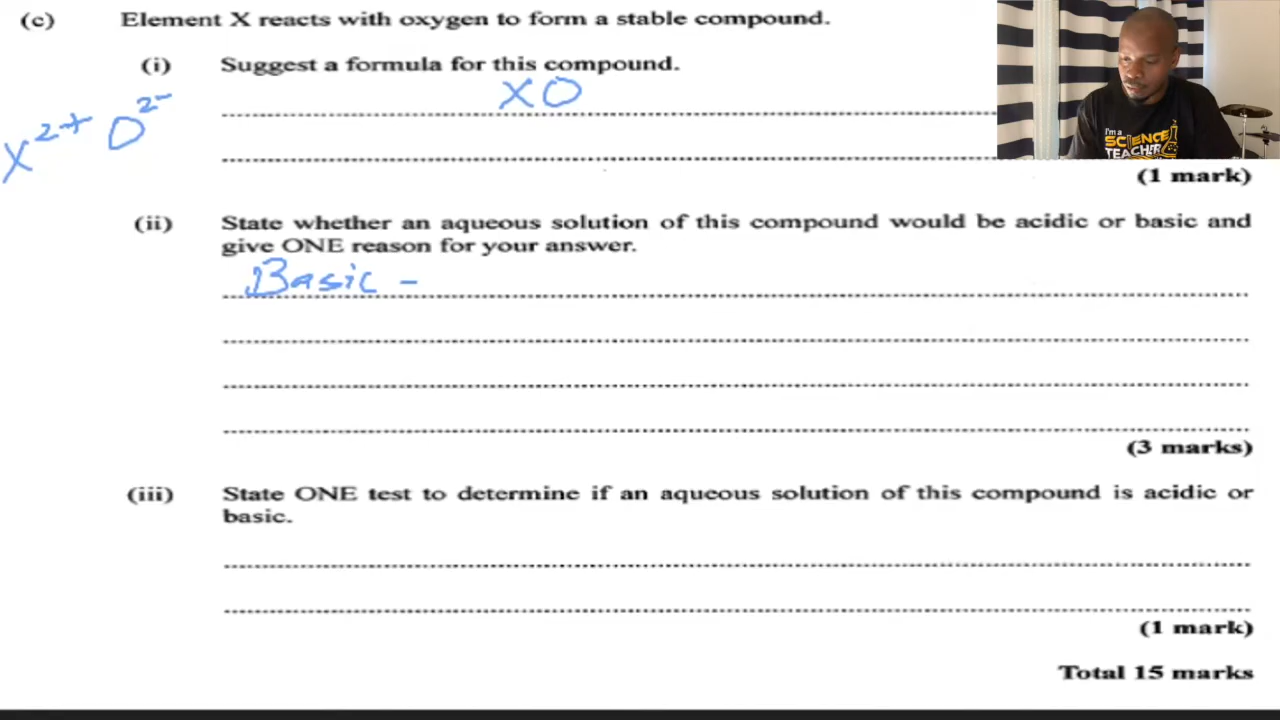 (c) Element X reacts with oxygen to form a stable compound.
(i) Suggest a formula for this compound.
XO
X2+ O2-
(1 mark)
(ii) State whether an aqueous solution of this compound would be acidic or basic and
give ONE reason for your answer.
Basic -
(3 marks)
(iii) State ONE test to determine if an aqueous solution of this compound is acidic or
basic.
(1 mark)
Total 15 marks
I'm a
SCIENCE
TEACHER